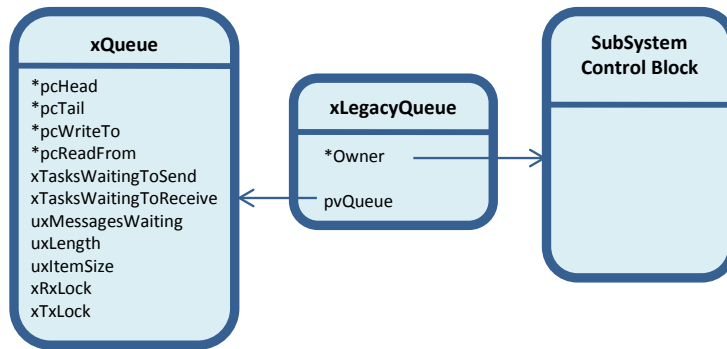 xQueue
*pcHead
*pcTail
*pcWriteTo
*pcReadFrom
xTasksWaitingToSend
xTasksWaitingToReceive
uxMessagesWaiting
uxLength
uxItemSize
xRxLock
xTxLock
xLegacyQueue
*Owner
pvQueue
SubSystem
Control Block